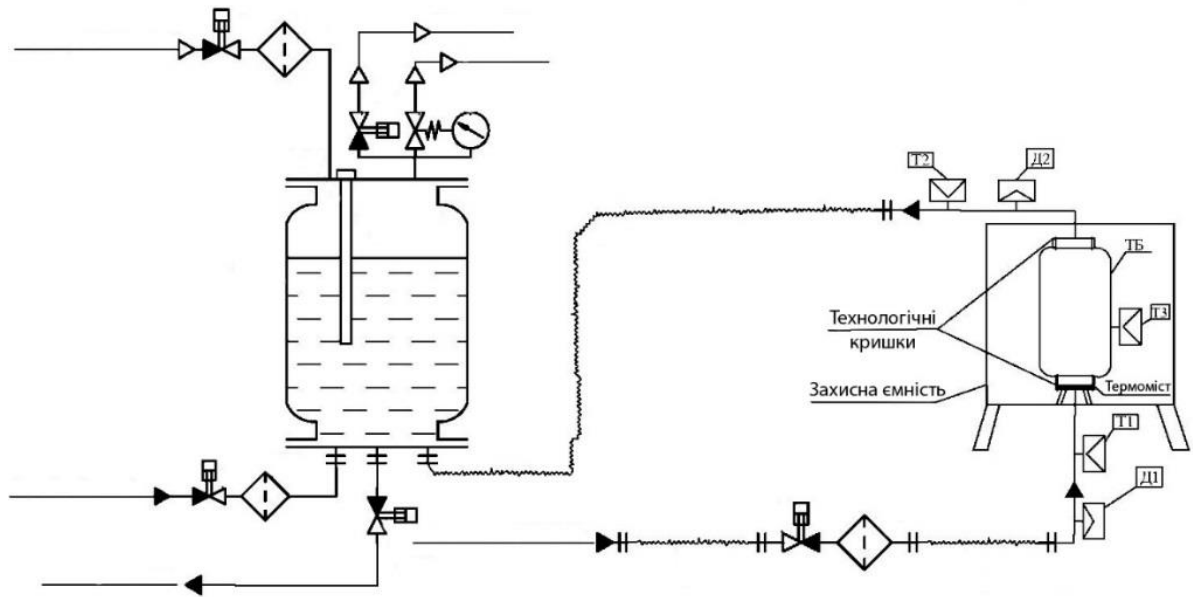 Т2
Д2
ТБ
Т3
Технологічні
кришки
Термоміст
Захисна ємність
Т1
Д1